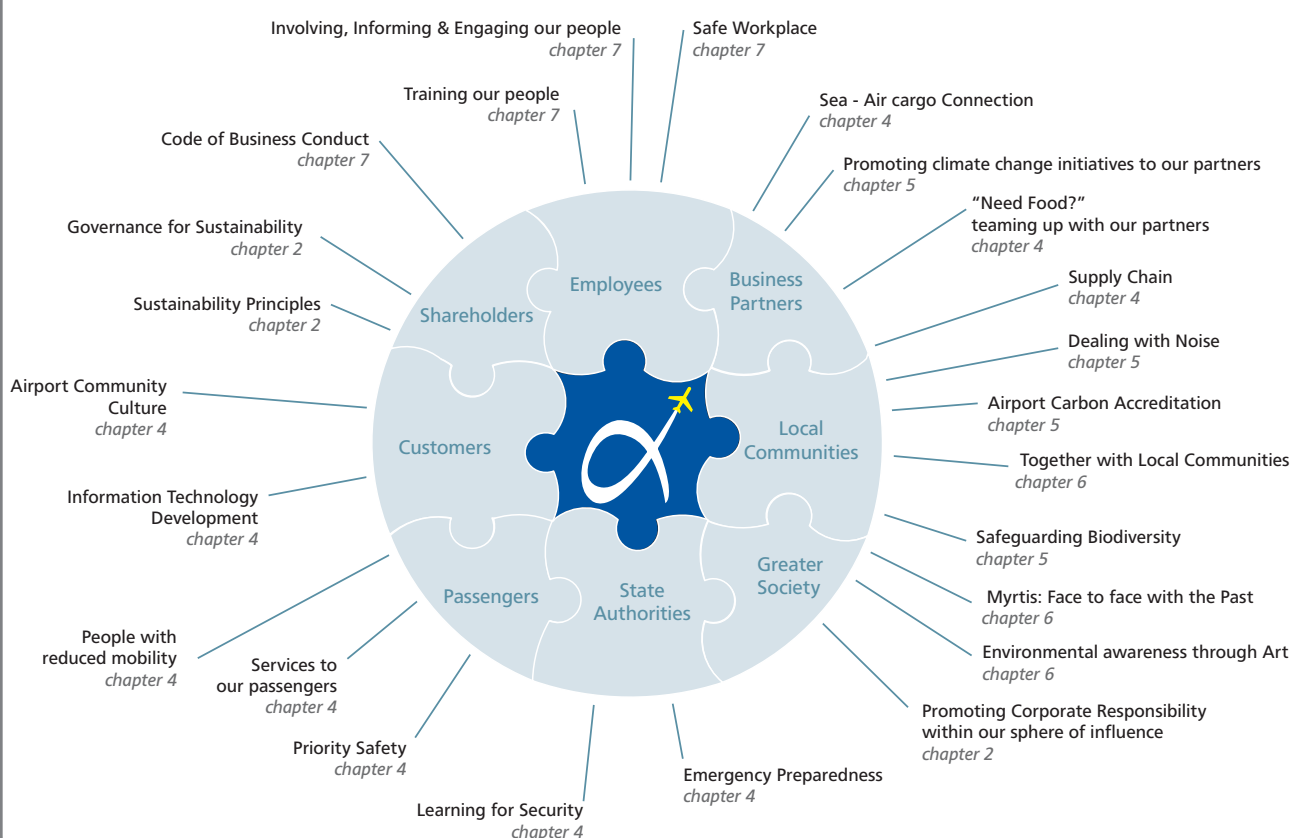 Involving, Informing & Engaging our people
chapter 7
Safe Workplace
chapter 7
Training our people
chapter 7
Sea - Air cargo Connection
chapter 4
Code of Business Conduct
chapter 7
Promoting climate change initiatives to our partners
chapter 5
“Need Food?”
teaming up with our partners
chapter 4
Governance for Sustainability
chapter 2
Supply Chain
chapter 4
Sustainability Principles
chapter 2
Dealing with Noise
chapter 5
Airport Community
Culture
chapter 4
Airport Carbon Accreditation
chapter 5
Together with Local Communities
chapter 6
Information Technology
Development
chapter 4
Safeguarding Biodiversity
chapter 5
Myrtis: Face to face with the Past
chapter 6
People with
reduced mobility
chapter 4
Environmental awareness through Art
chapter 6
Services to
our passengers
chapter 4
Promoting Corporate Responsibility
within our sphere of influence
chapter 2
Priority Safety
chapter 4
Emergency Preparedness
chapter 4
Learning for Security
chapter 4
Employees
Business
Partners
Shareholders
Customers
Local
Communities
Passengers
State
Authorities
Greater
Society